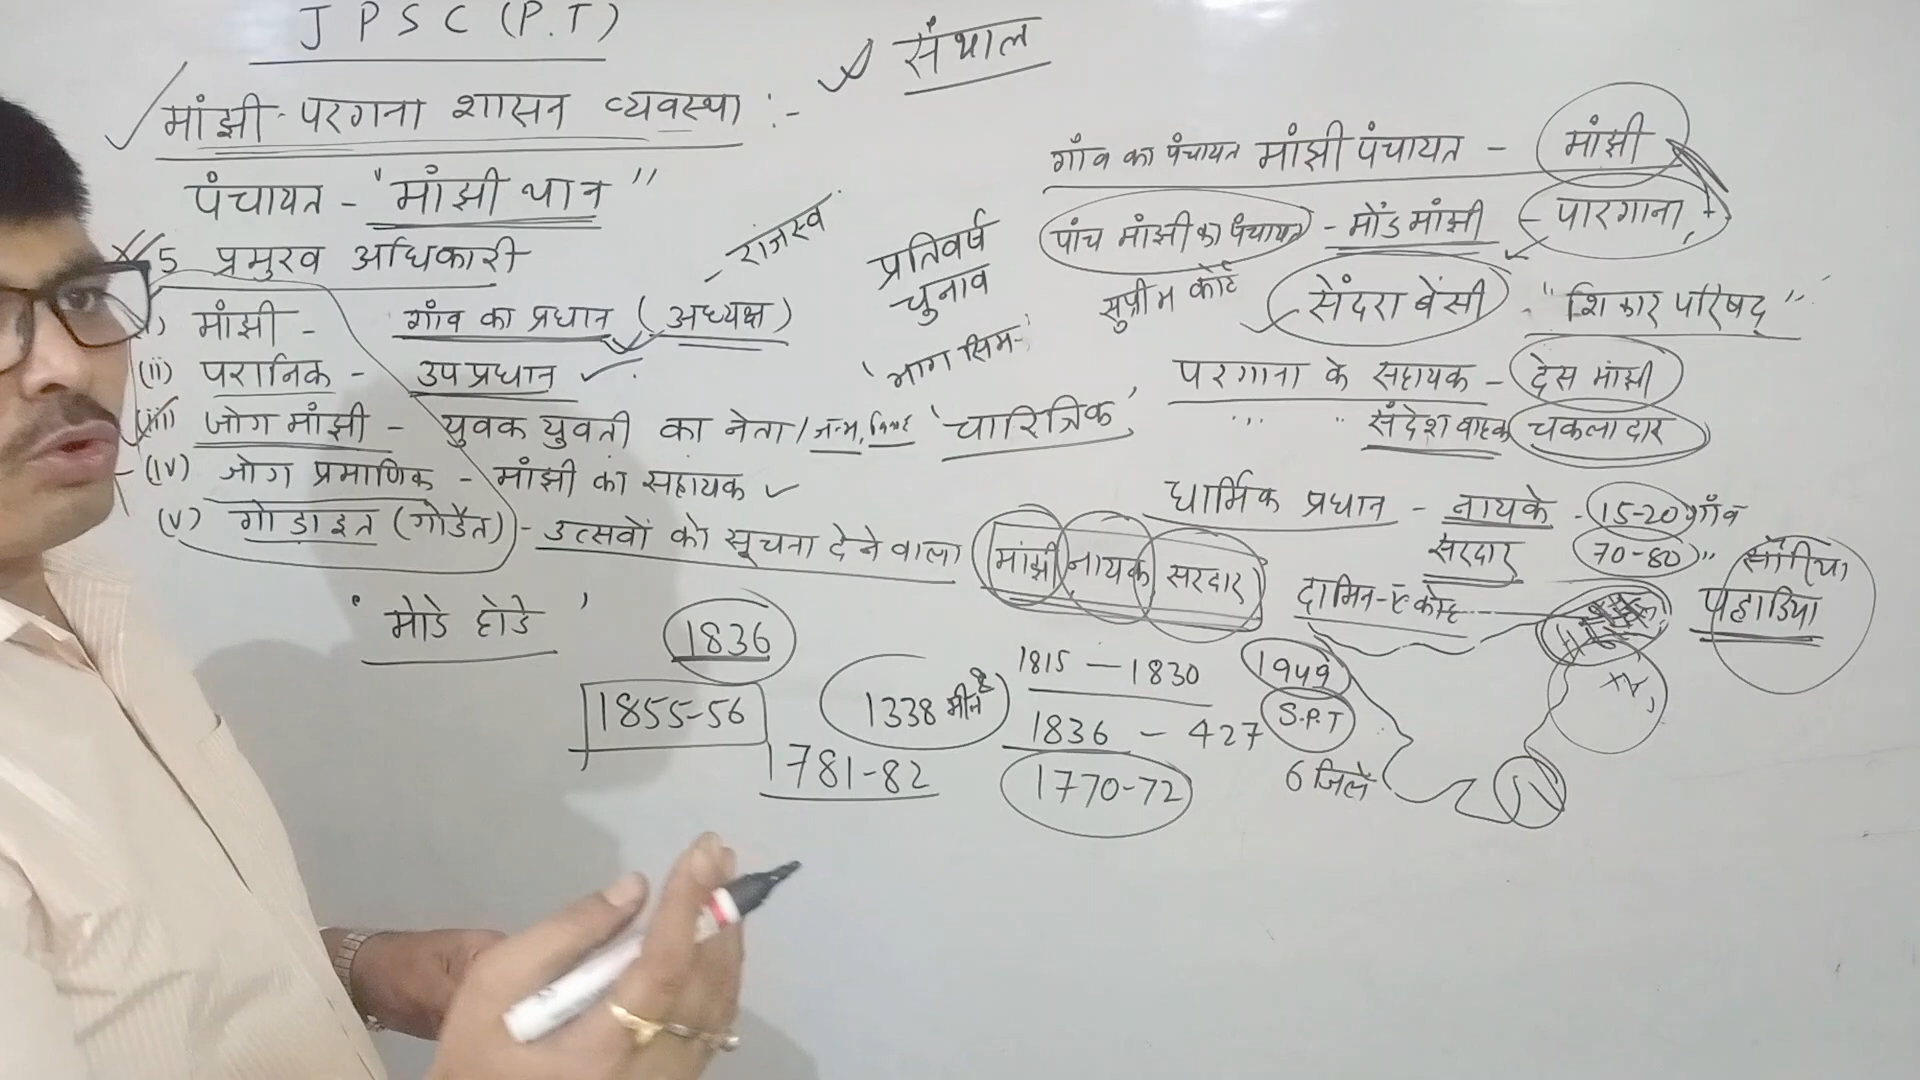 J P S C (P.T)
संथाल
मांझी-परगना शासन व्यवस्था :-
पंचायत - "मांझी थान"
5 प्रमुख अधिकारी
मांझी - गाँव का प्रधान (अध्यक्ष)
(ii) परानिक - उपप्रधान
(iii) जोग मांझी - युवक युवती का नेता / जन्म, विवाह 'चारित्रिक'
(iv) जोग प्रमाणिक - मांझी का सहायक
(v) गोड़ाइत (गोडैत) - उत्सवों की सूचना देने वाला
- राजस्व
प्रतिवर्ष
चुनाव
गाँव का पंचायत मांझी पंचायत - मांझी
पांच मांझी का पंचायत - मोंड मांझी - पारगाना
सुप्रीम कोर्ट सेंदरा बेंसी - "शिकार परिषद्"
परगाना के सहायक - देस मांझी
" " संदेश वाहक चकलादार
धार्मिक प्रधान - नायके - 15-20 गाँव
सरदार 70-80 "
मांझी नायक सरदार
दामिन-ए-कोह
सौरिया
पहाडिया
'मोडे होडे'
1836
1855-56
1781-82
1338 मील 2
1815 - 1830
1836 - 427
1770-72
1949
S.P.T
6 जिले